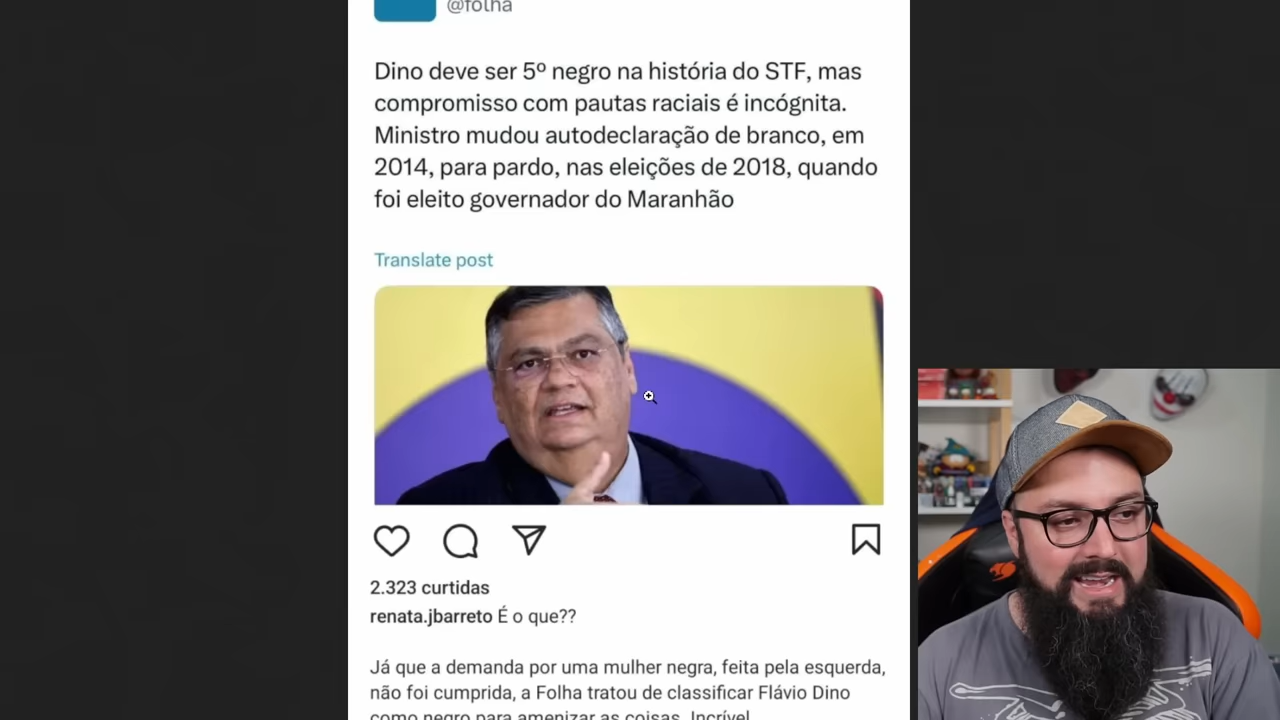 @folha
Dino deve ser 5º negro na história do STF, mas
compromisso com pautas raciais é incógnita.
Ministro mudou autodeclaração de branco, em
2014, para pardo, nas eleições de 2018, quando
foi eleito governador do Maranhão
Translate post
2.323 curtidas
renata.jbarreto É o que??
Já que a demanda por uma mulher negra, feita pela esquerda,
não foi cumprida, a Folha tratou de classificar Flávio Dino
como negro para amenizar as coisas. Incrível